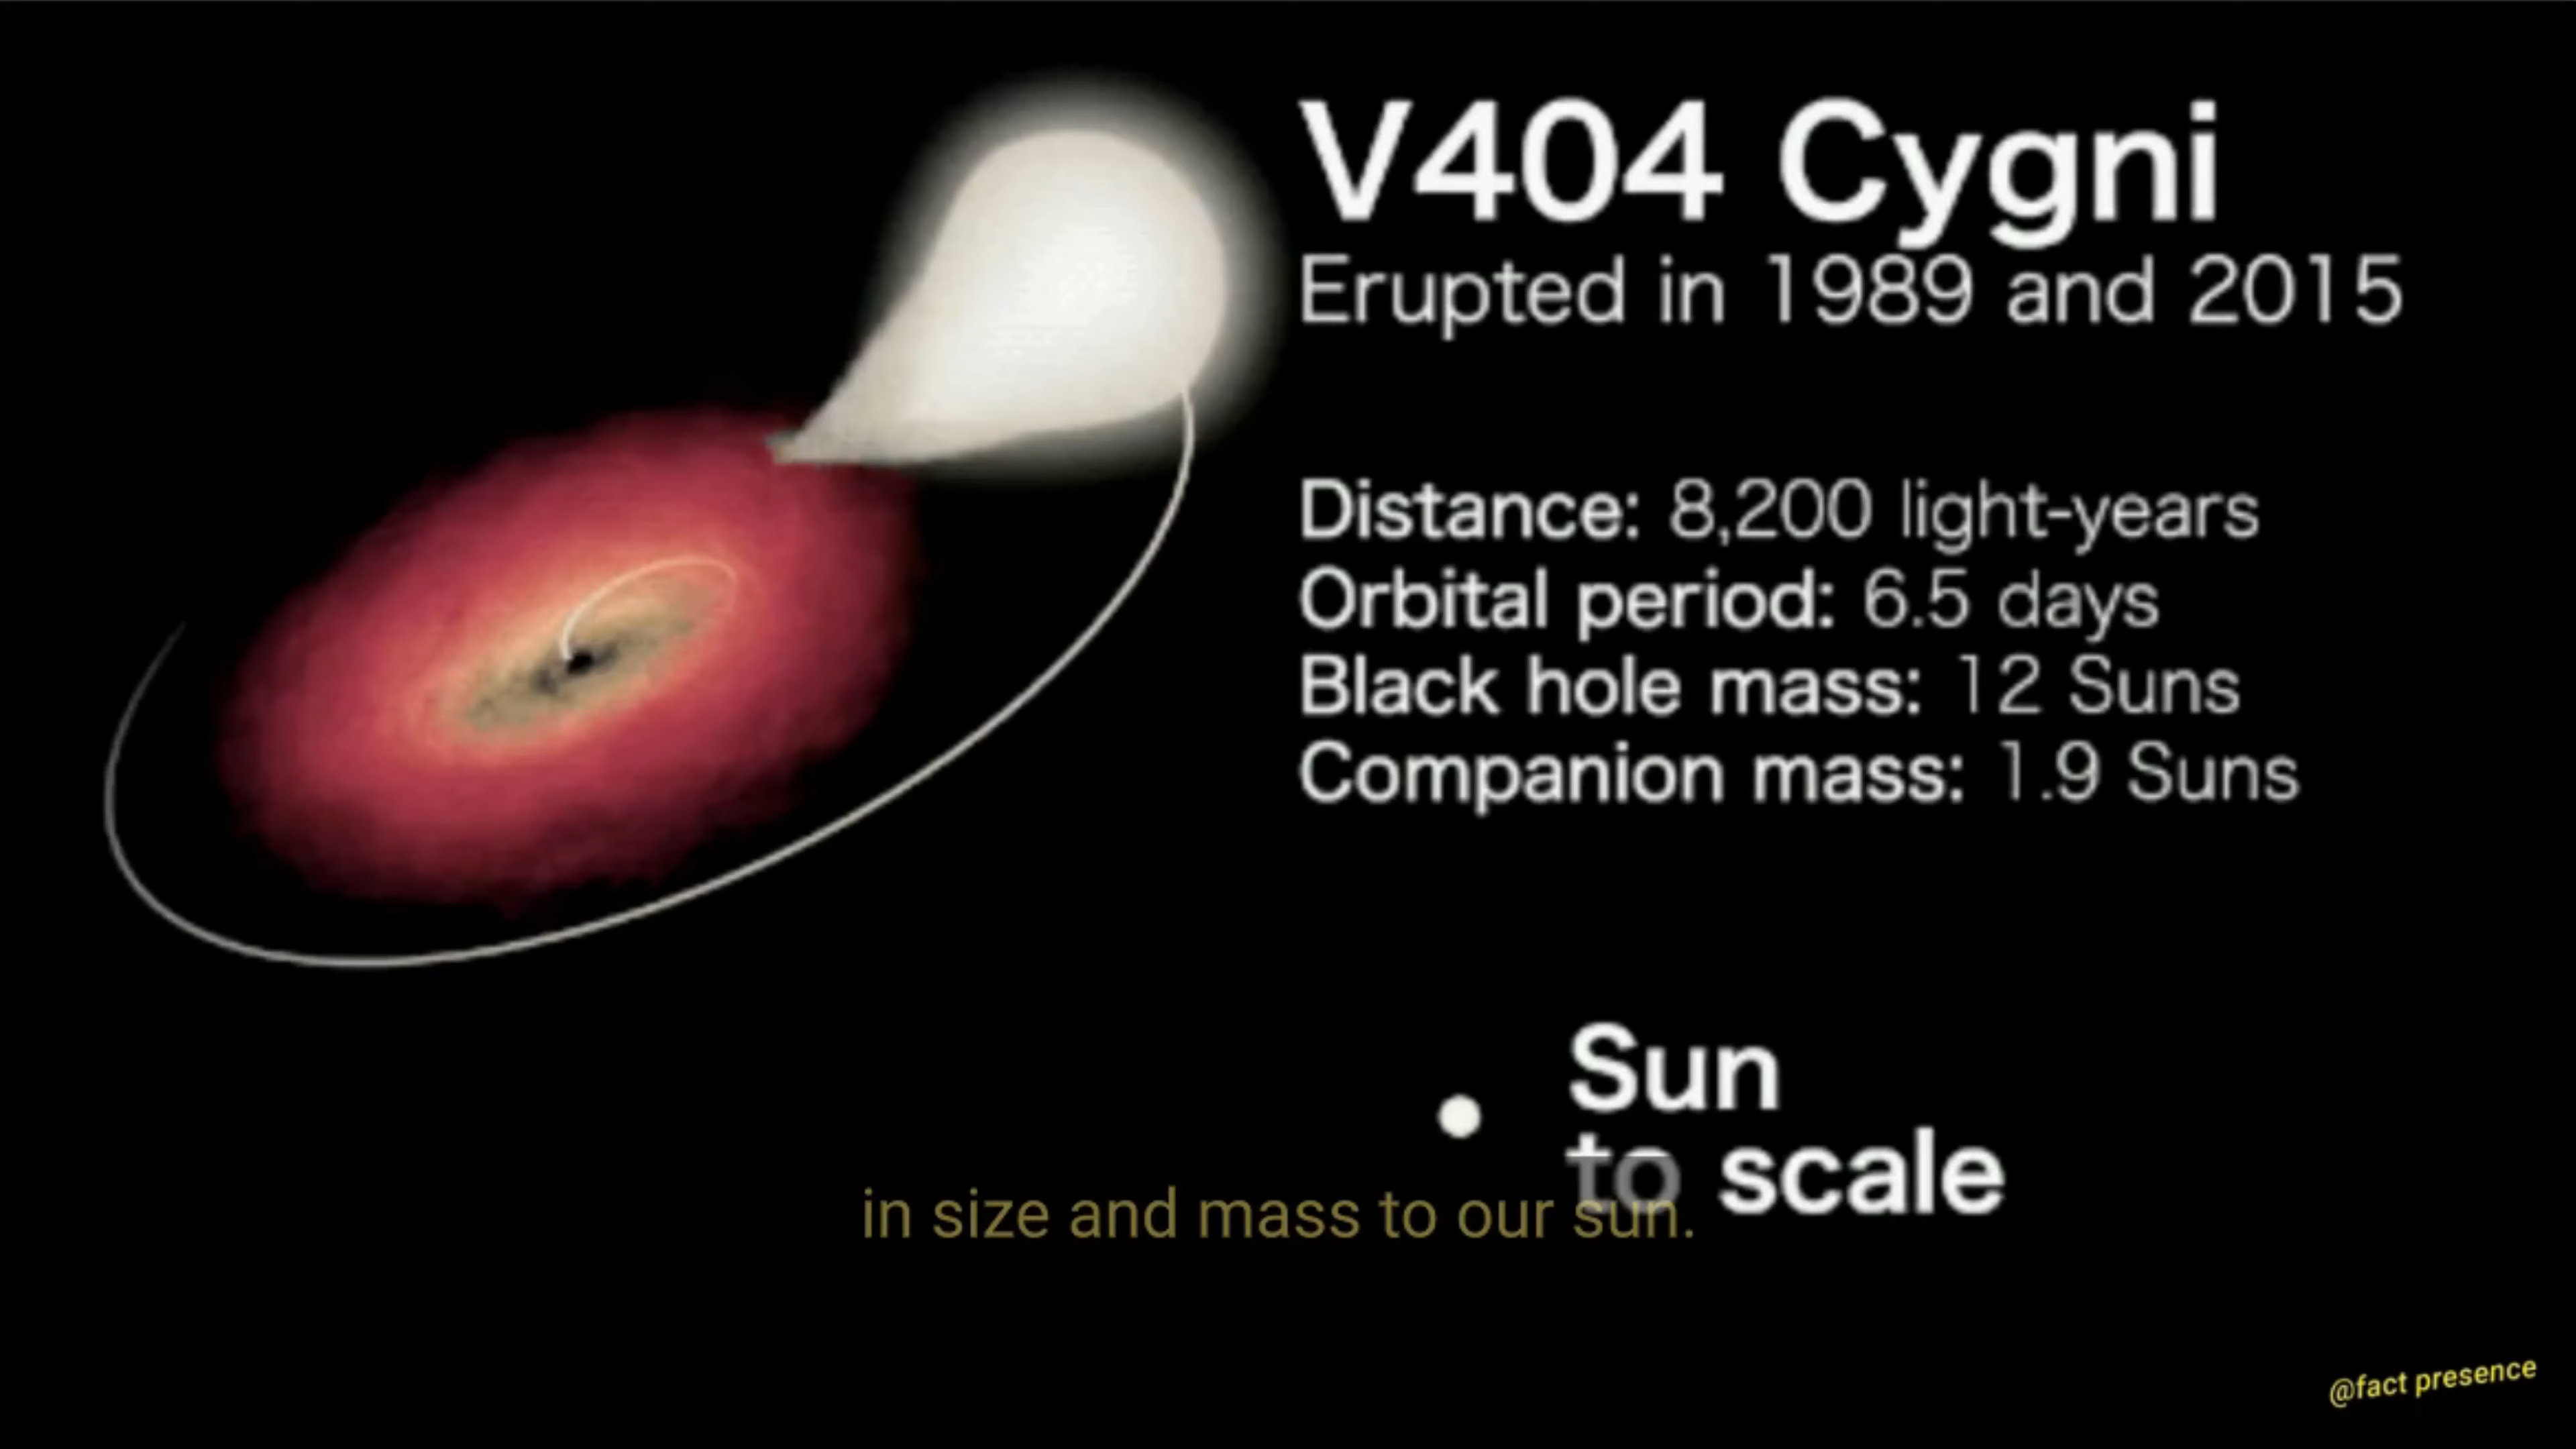 V404 Cygni
Erupted in 1989 and 2015
Distance: 8,200 light-years
Orbital period: 6.5 days
Black hole mass: 12 Suns
Companion mass: 1.9 Suns
Sun
to scale
in size and mass to our sun.
@fact presence